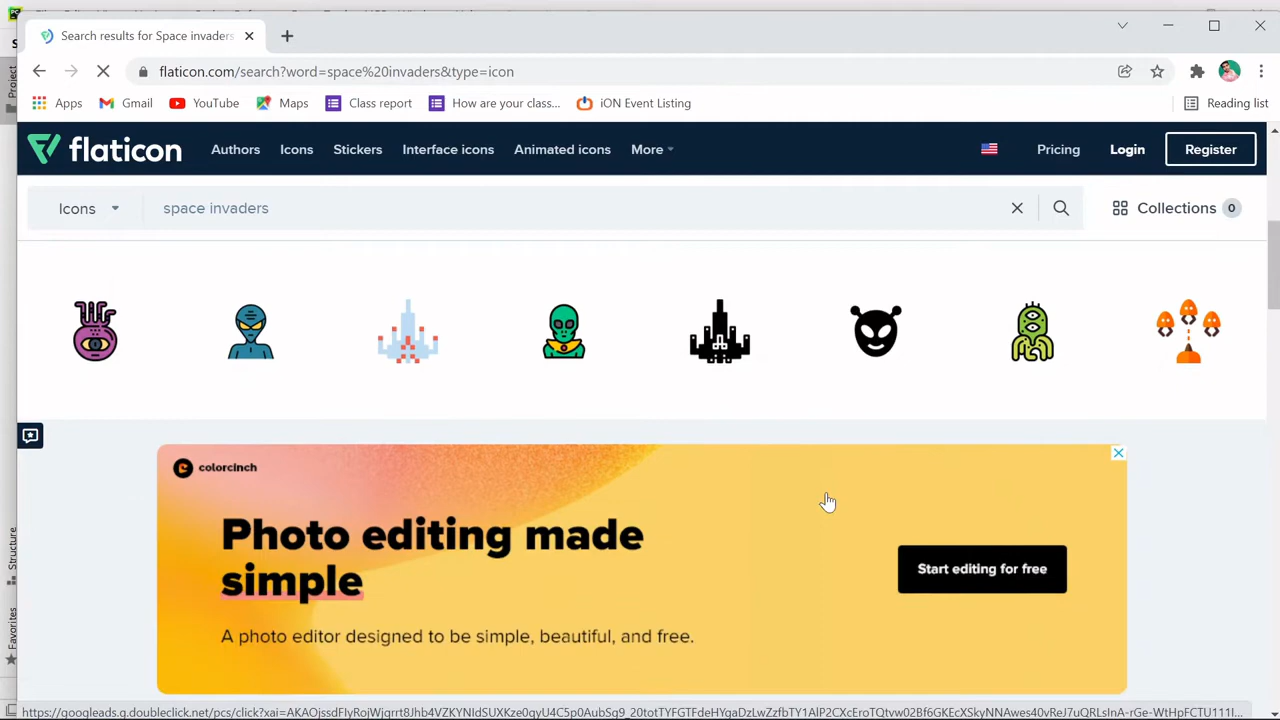 Search results for Space invaders
flaticon.com/search?word=space%20invaders&type=icon
Apps
Gmail
YouTube
Maps
Class report
How are your class...
iON Event Listing
Reading list
Project
flaticon
Authors
Icons
Stickers
Interface icons
Animated icons
More
Pricing
Login
Register
Icons
space invaders
Collections
0
colorcinch
Photo editing made
simple
Start editing for free
A photo editor designed to be simple, beautiful, and free.
Structure
Favorites